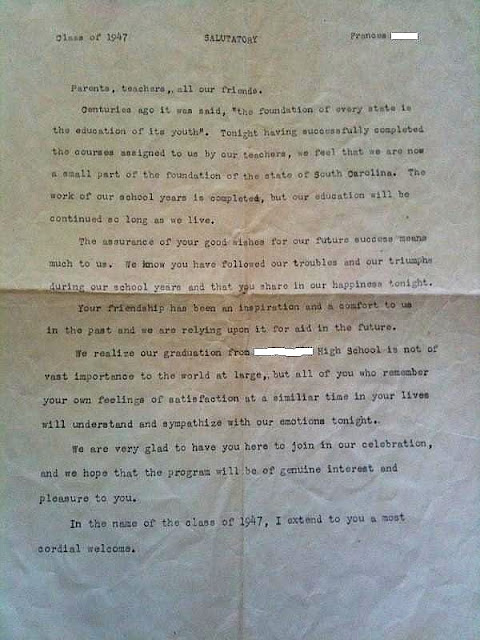 Class of 1947 SALUTATORY Frances
Parents, teachers,, all our friends.
Centuries ago it was said, "the foundation of every state is
the education of its youth". Tonight having successfully completed
the courses assigned to us by our teachers, we feel that we are now
a small part of the foundation of the state of South Carolina. The
work of our school years is completed, but our education will be
continued so long as we live.
The assurance of your good wishes for our future success means
much to us. We know you have followed our troubles and our triumphs
during our school years and that you share in our happiness tonight.
Your friendship has been an inspiration and a comfort to us
in the past and we are relying upon it for aid in the future.
We realize our graduation from High School is not of
vast importance to the world at large,, but all of you who remember
your own feelings of satisfaction at a similiar time in your lives
will understand and sympathize with our emotions tonight..
We are very glad to have you here to join in our celebration,
and we hope that the program will be of genuine interest and
pleasure to you.
In the name of the class of 1947, I extend to you a most
cordial welcome.